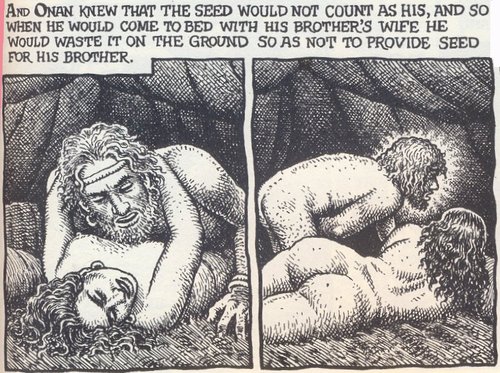 AND ONAN KNEW THAT THE SEED WOULD NOT COUNT AS HIS, AND SO
WHEN HE WOULD COME TO BED WITH HIS BROTHER'S WIFE HE
WOULD WASTE IT ON THE GROUND SO AS NOT TO PROVIDE SEED
FOR HIS BROTHER.